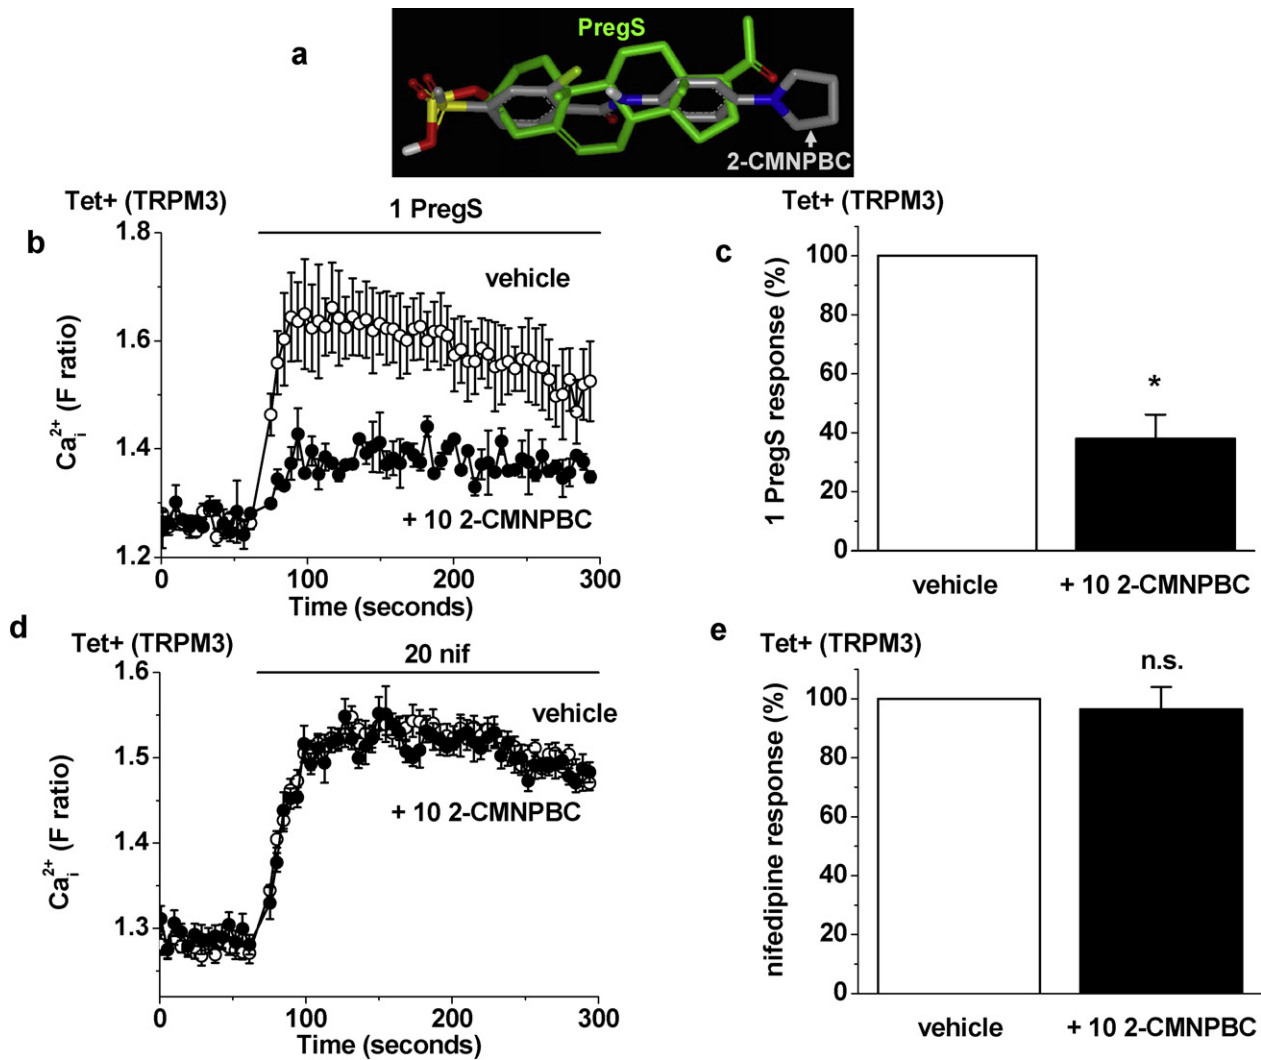 a
PregS
2-CMNPBC
Tet+ (TRPM3)
b
1 PregS
1.8
1.6
1.4
1.2
Ca_i^2+ (F ratio)
vehicle
+ 10 2-CMNPBC
0 100 200 300
Time (seconds)
Tet+ (TRPM3)
c
100
80
60
40
20
0
1 PregS response (%)
*
vehicle + 10 2-CMNPBC
d
Tet+ (TRPM3)
20 nif
1.6
1.5
1.4
1.3
Ca_i^2+ (F ratio)
vehicle
+ 10 2-CMNPBC
0 100 200 300
Time (seconds)
e
Tet+ (TRPM3)
n.s.
100
80
60
40
20
0
nifedipine response (%)
vehicle + 10 2-CMNPBC